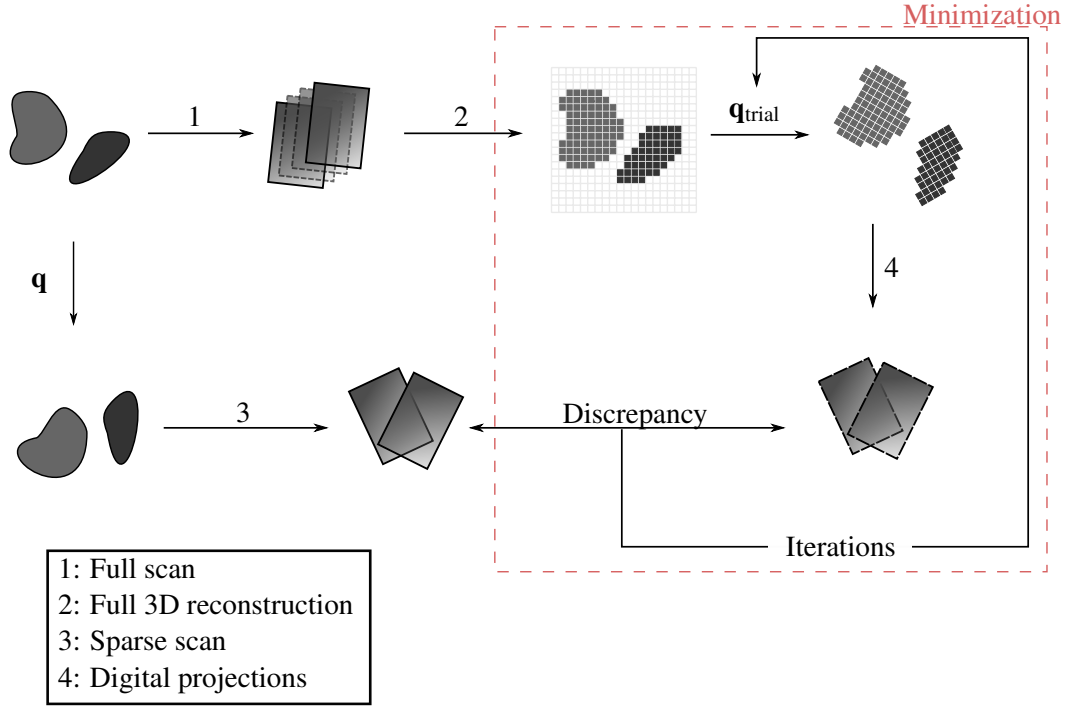 Minimization
1
2
q_trial
q
4
3
Discrepancy
Iterations
1: Full scan
2: Full 3D reconstruction
3: Sparse scan
4: Digital projections